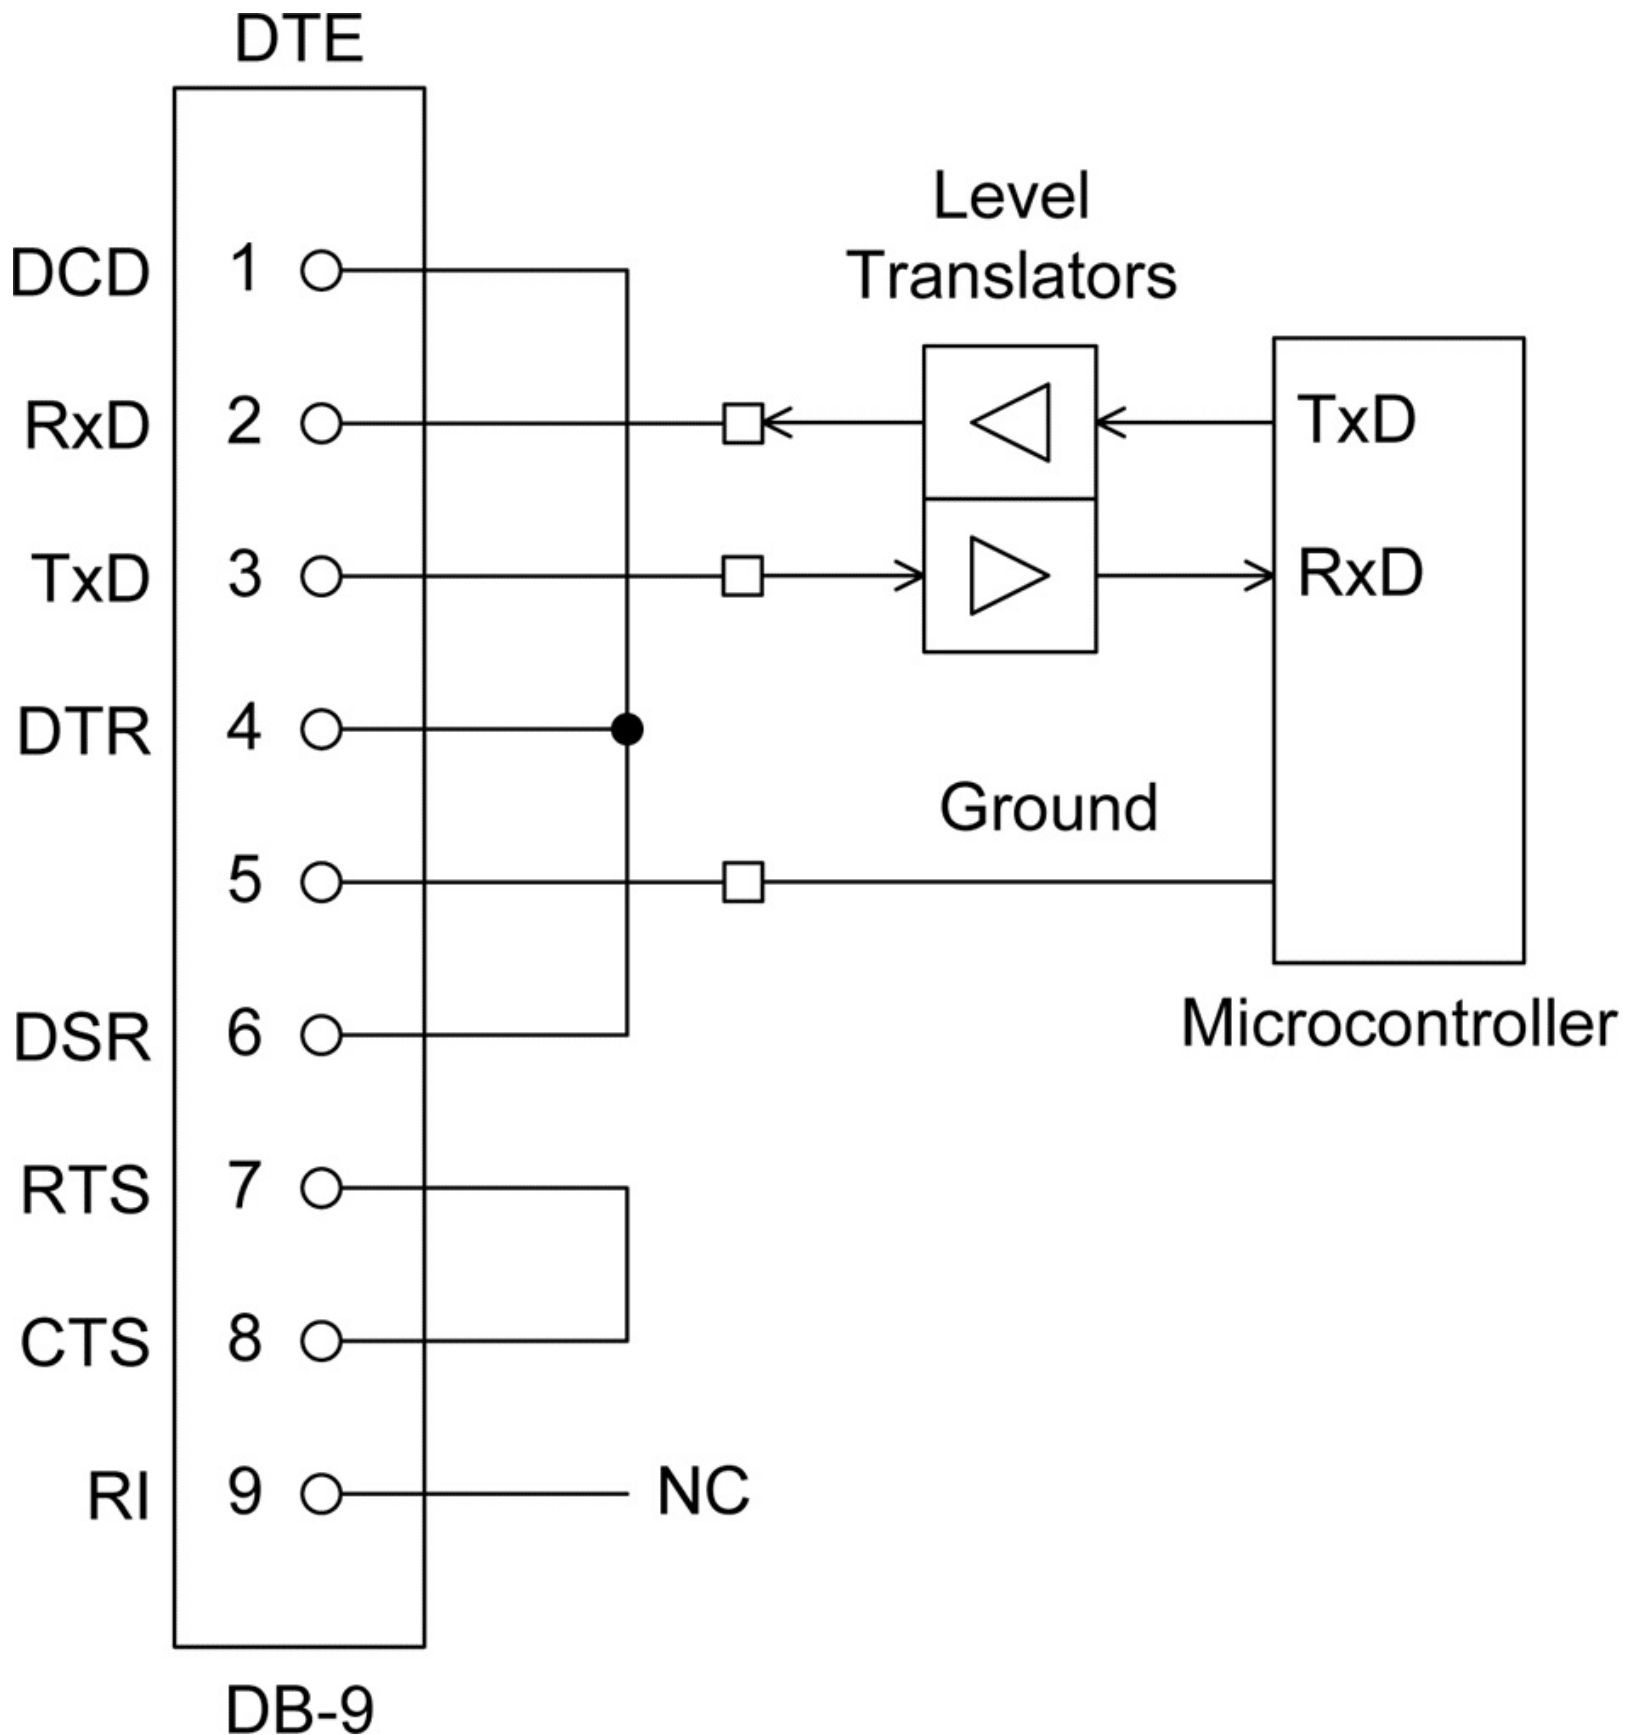 DTE
Level
Translators
DCD 1
RxD 2
TxD
TxD 3
RxD
DTR 4
Ground
5
DSR 6
Microcontroller
RTS 7
CTS 8
RI 9 NC
DB-9